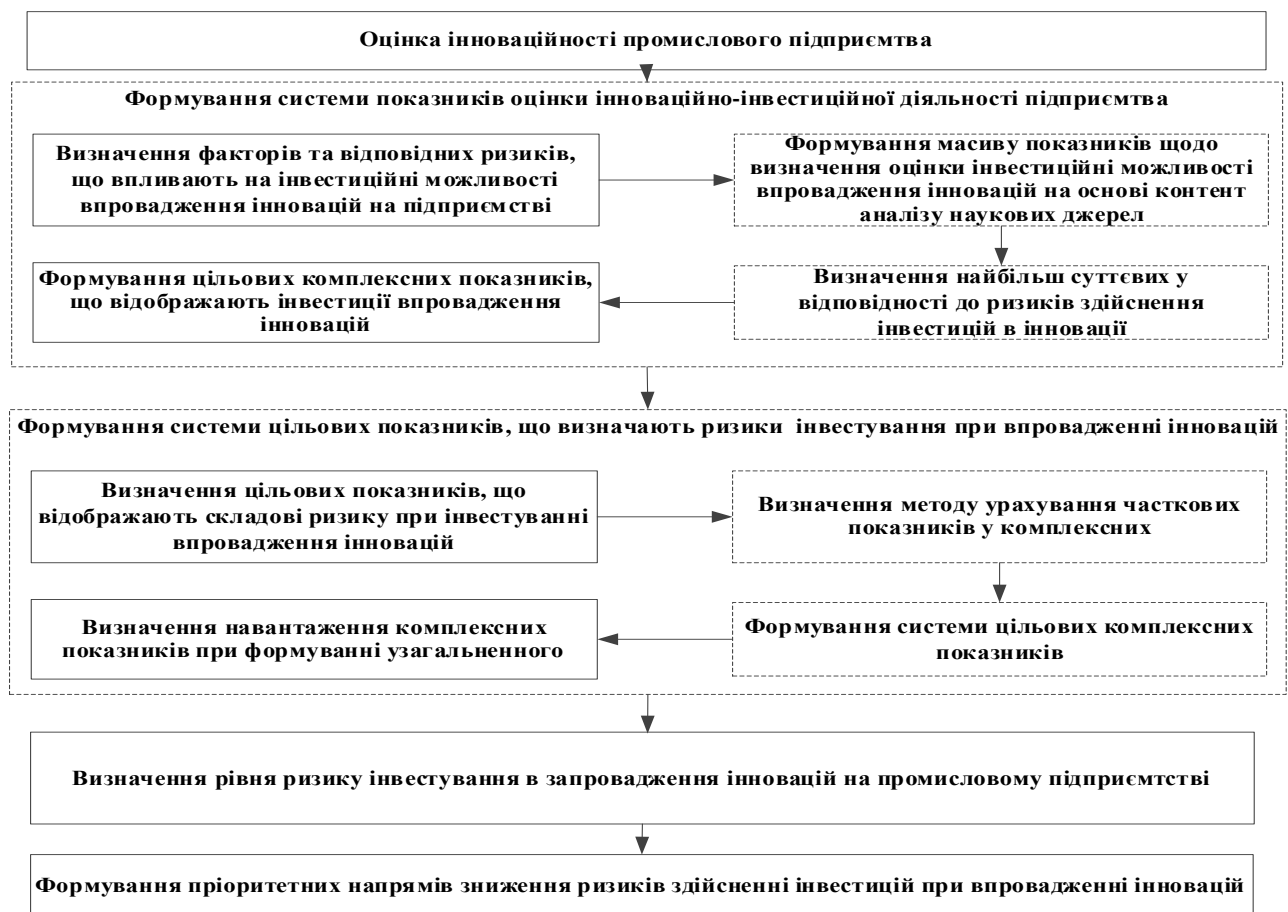 Оцінка інноваційності промислового підприємтва
Формування системи показників оцінки інноваційно-інвестиційної діяльності підприємтва
Визначення факторів та відповідних ризиків,
що впливають на інвестиційні можливості
впровадження інновацій на підприємстві
Формування масиву показників щодо
визначення оцінки інвестиційні можливості
впровадження інновацій на основі контент
аналізу наукових джерел
Формування цільових комплексних показників,
що відображають інвестиції впровадження
інновацій
Визначення найбільш суттєвих у
відповідності до ризиків здійснення
інвестицій в інновації
Формування системи цільових показників, що визначають ризики інвестування при впровадженні інновацій
Визначення цільових показників, що
відображають складові ризику при інвестуванні
впровадження інновацій
Визначення методу урахування часткових
показників у комплексних
Визначення навантаження комплексних
показників при формуванні узагальненного
Формування системи цільових комплексних
показників
Визначення рівня ризику інвестування в запровадження інновацій на промисловому підприємтстві
Формування пріоритетних напрямів зниження ризиків здійсненні інвестицій при впровадженні інновацій